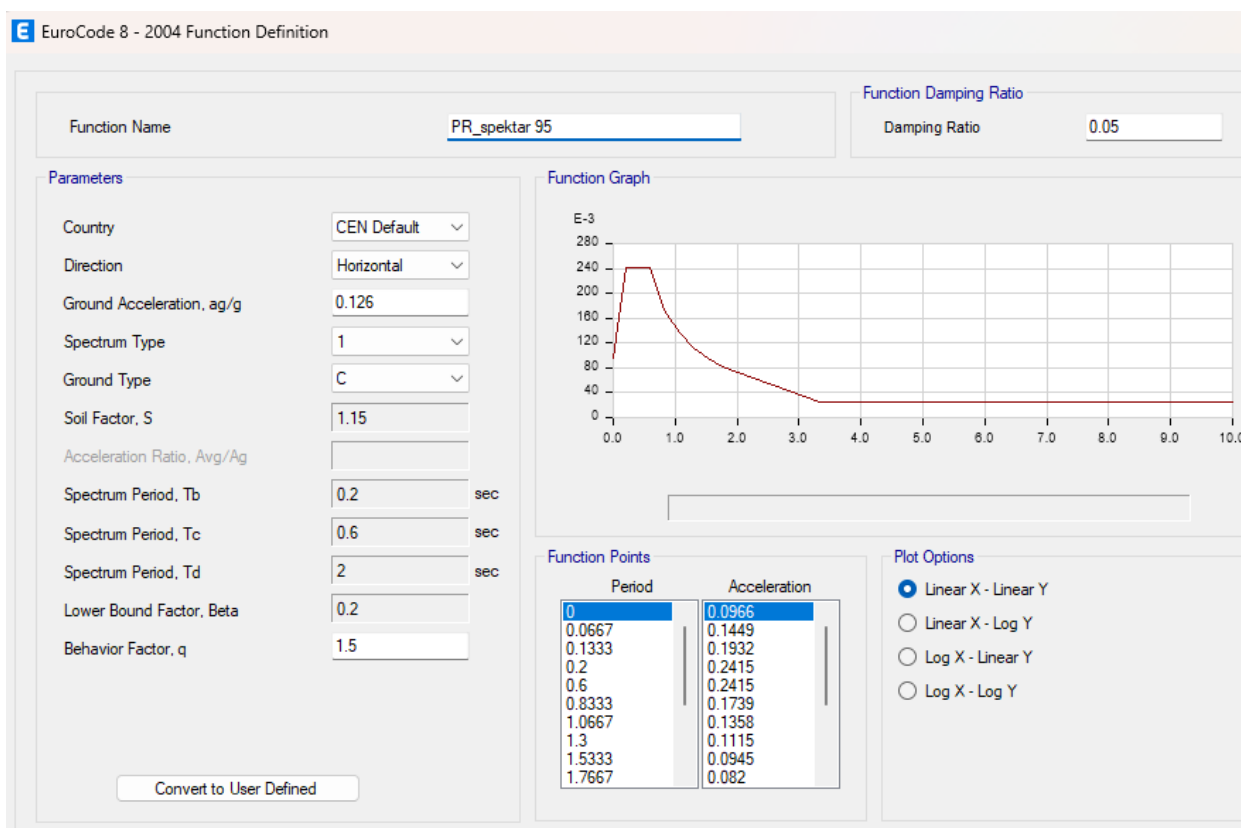 E EuroCode 8 - 2004 Function Definition
Function Name PR_spektar 95
Function Damping Ratio
Damping Ratio 0.05
Parameters
Country CEN Default
Direction Horizontal
Ground Acceleration, ag/g 0.126
Spectrum Type 1
Ground Type C
Soil Factor, S 1.15
Acceleration Ratio, Avg/Ag
Spectrum Period, Tb 0.2 sec
Spectrum Period, Tc 0.6 sec
Spectrum Period, Td 2 sec
Lower Bound Factor, Beta 0.2
Behavior Factor, q 1.5
Convert to User Defined
Function Graph
E-3
280
240
200
160
120
80
40
0
0.0 1.0 2.0 3.0 4.0 5.0 6.0 7.0 8.0 9.0 10.0
Function Points
Period Acceleration
0 0.0966
0.0667 0.1449
0.1333 0.1932
0.2 0.2415
0.6 0.2415
0.8333 0.1739
1.0667 0.1358
1.3 0.1115
1.5333 0.0945
1.7667 0.082
Plot Options
Linear X - Linear Y
Linear X - Log Y
Log X - Linear Y
Log X - Log Y